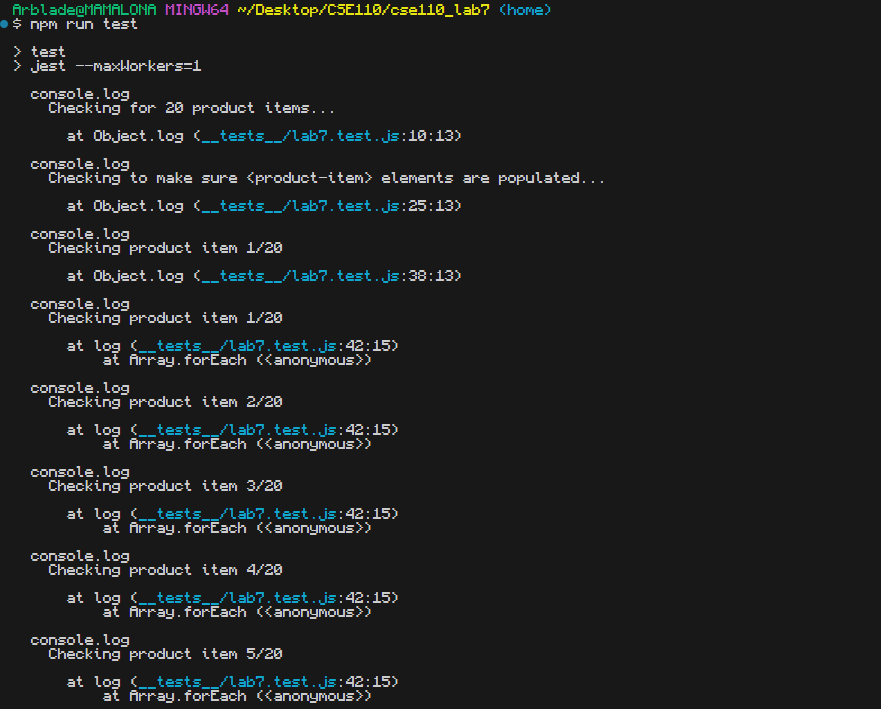 Arblade@MAMALONA MINGW64 ~/Desktop/CSE110/cse110_lab7 (home)
$ npm run test
> test
> jest --maxWorkers=1
console.log
Checking for 20 product items...
at Object.log (__tests__/lab7.test.js:10:13)
console.log
Checking to make sure <product-item> elements are populated...
at Object.log (__tests__/lab7.test.js:25:13)
console.log
Checking product item 1/20
at Object.log (__tests__/lab7.test.js:38:13)
console.log
Checking product item 1/20
at log (__tests__/lab7.test.js:42:15)
at Array.forEach (<anonymous>)
console.log
Checking product item 2/20
at log (__tests__/lab7.test.js:42:15)
at Array.forEach (<anonymous>)
console.log
Checking product item 3/20
at log (__tests__/lab7.test.js:42:15)
at Array.forEach (<anonymous>)
console.log
Checking product item 4/20
at log (__tests__/lab7.test.js:42:15)
at Array.forEach (<anonymous>)
console.log
Checking product item 5/20
at log (__tests__/lab7.test.js:42:15)
at Array.forEach (<anonymous>)